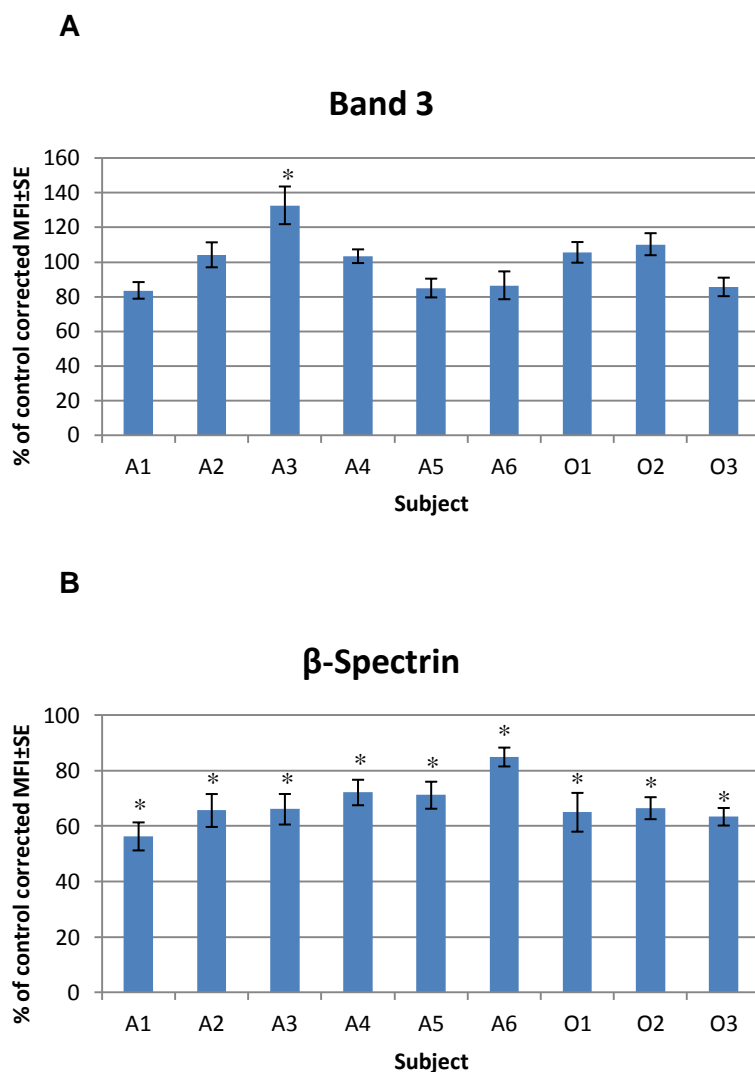 A
Band 3
% of control corrected MFI±SE
160
140
120
100
80
60
40
20
0
*
A1 A2 A3 A4 A5 A6 O1 O2 O3
Subject
B
β-Spectrin
% of control corrected MFI±SE
100
80
60
40
20
0
* * * * * * * * *
A1 A2 A3 A4 A5 A6 O1 O2 O3
Subject